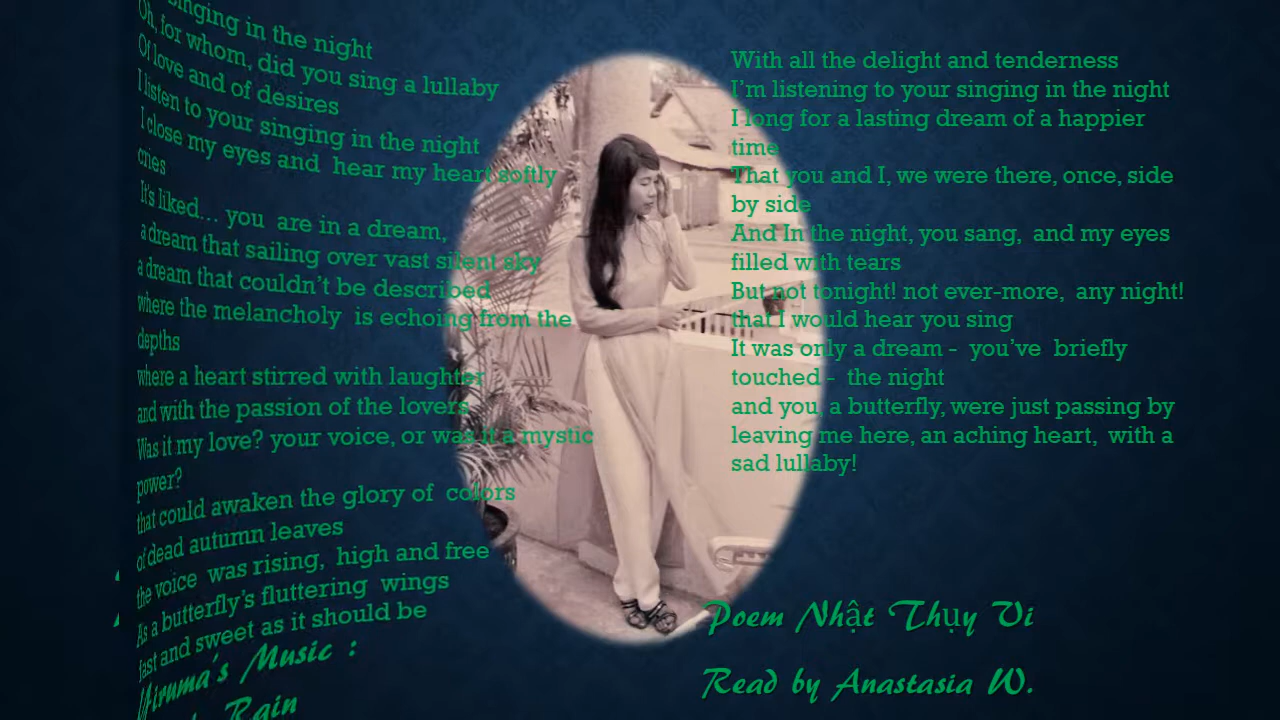 singing in the night
Oh, for whom, did you sing a lullaby
Of love and of desires
I listen to your singing in the night
I close my eyes and hear my heart softly
cries
It's liked... you are in a dream,
a dream that sailing over vast silent sky
a dream that couldn't be described
where the melancholy is echoing from the
depths
where a heart stirred with laughter
and with the passion of the lovers
Was it my love? your voice, or was it a mystic
power?
that could awaken the glory of colors
of dead autumn leaves
the voice was rising, high and free
As a butterfly's fluttering wings
fast and sweet as it should be
Yiruma's Music :
Rain
With all the delight and tenderness
I'm listening to your singing in the night
I long for a lasting dream of a happier
time
That you and I, we were there, once, side
by side
And In the night, you sang, and my eyes
filled with tears
But not tonight! not ever-more, any night!
that I would hear you sing
It was only a dream - you've briefly
touched - the night
and you, a butterfly, were just passing by
leaving me here, an aching heart, with a
sad lullaby!
Poem Nhật Thụy Vi
Read by Anastasia W.